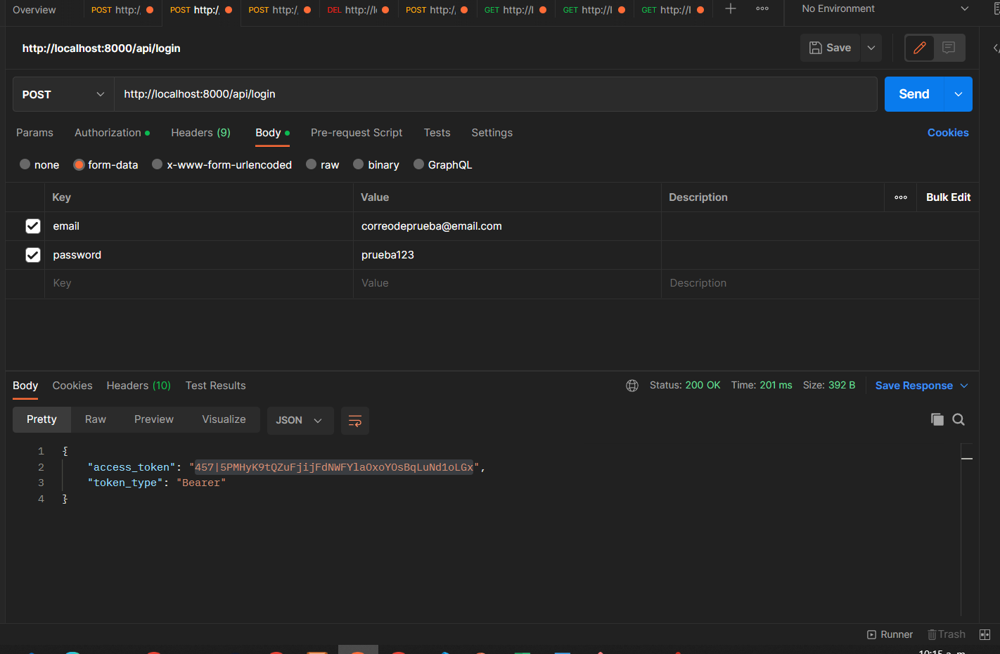 Overview POST http:/, POST http:/, POST http:/, DEL http://l POST http:/, GET http://l GET http://l GET http://l No Environment
http://localhost:8000/api/login Save
POST http://localhost:8000/api/login Send
Params Authorization Headers (9) Body Pre-request Script Tests Settings Cookies
none form-data x-www-form-urlencoded raw binary GraphQL
Key Value Description Bulk Edit
email correodeprueba@email.com
password prueba123
Key Value Description
Body Cookies Headers (10) Test Results Status: 200 OK Time: 201 ms Size: 392 B Save Response
Pretty Raw Preview Visualize JSON
1 {
2 "access_token": "457|5PMHyK9tQZuFjijFdNWFYlaOxoYOsBqLuNd1oLGx",
3 "token_type": "Bearer"
4 }
Runner Trash
10:15 a. m.